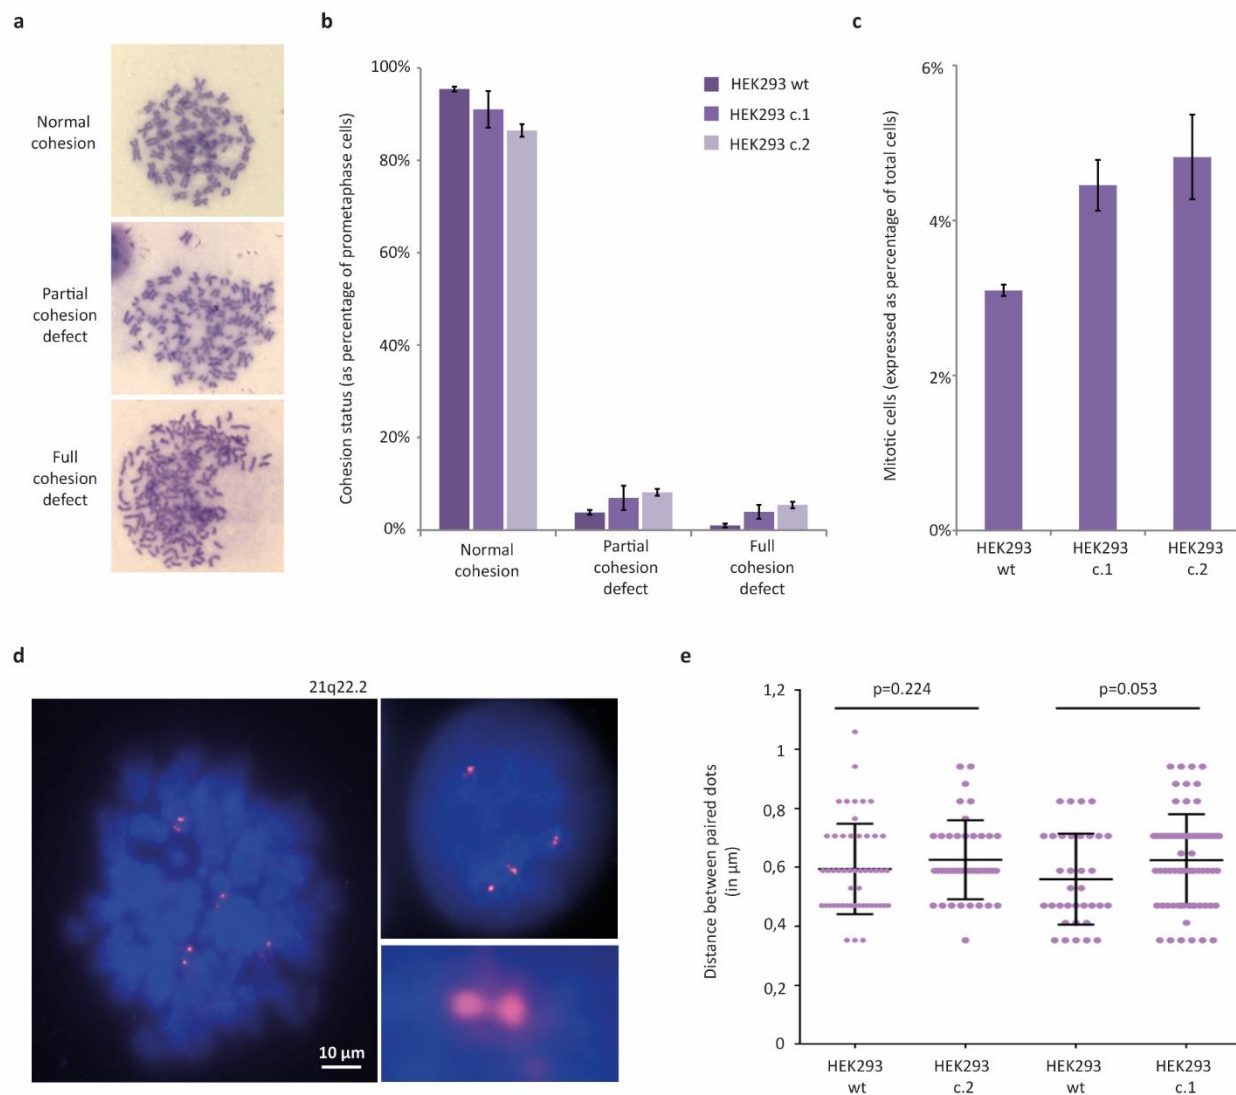 a
Normal
cohesion
Partial
cohesion
defect
Full
cohesion
defect
b
Cohesion status (as percentage of prometaphase cells)
100%
80%
60%
40%
20%
0%
HEK293 wt
HEK293 c.1
HEK293 c.2
Normal
cohesion
Partial
cohesion
defect
Full
cohesion
defect
c
Mitotic cells (expressed as percentage of total cells)
6%
4%
2%
0%
HEK293
wt
HEK293
c.1
HEK293
c.2
d
21q22.2
10 μm
e
Distance between paired dots
(in μm)
1,2
1
0,8
0,6
0,4
0,2
0
p=0.224
p=0.053
HEK293
wt
HEK293
c.2
HEK293
wt
HEK293
c.1